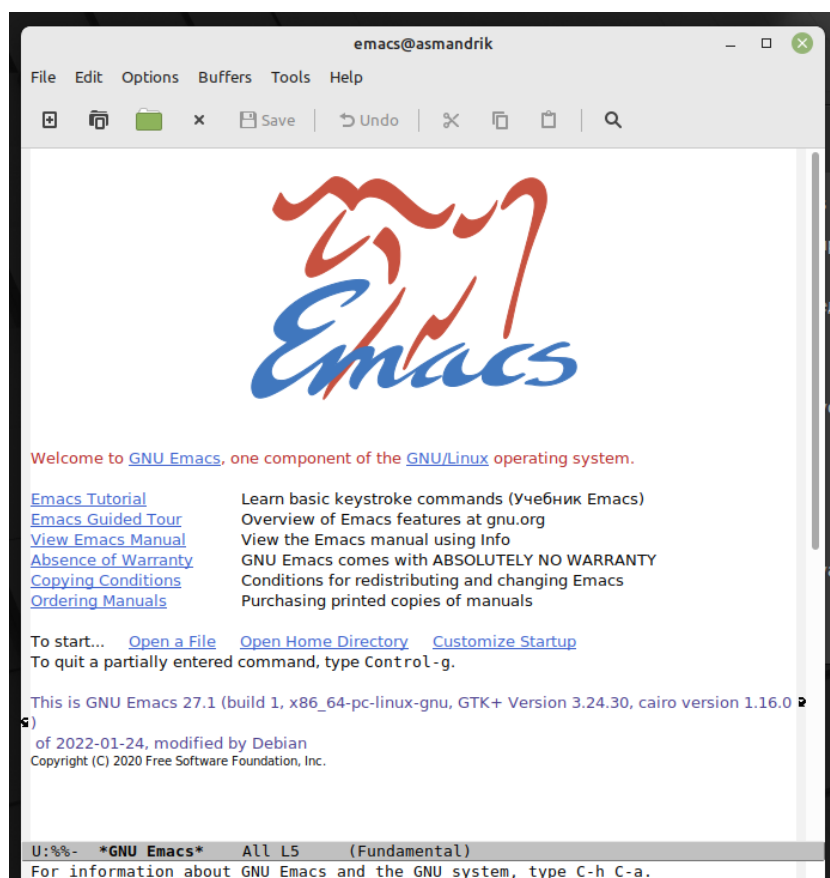 emacs@asmandrik
File Edit Options Buffers Tools Help
Save Undo
Emacs
Welcome to GNU Emacs, one component of the GNU/Linux operating system.
Emacs Tutorial Learn basic keystroke commands (Учебник Emacs)
Emacs Guided Tour Overview of Emacs features at gnu.org
View Emacs Manual View the Emacs manual using Info
Absence of Warranty GNU Emacs comes with ABSOLUTELY NO WARRANTY
Copying Conditions Conditions for redistributing and changing Emacs
Ordering Manuals Purchasing printed copies of manuals
To start... Open a File Open Home Directory Customize Startup
To quit a partially entered command, type Control-g.
This is GNU Emacs 27.1 (build 1, x86_64-pc-linux-gnu, GTK+ Version 3.24.30, cairo version 1.16.0
)
of 2022-01-24, modified by Debian
Copyright (C) 2020 Free Software Foundation, Inc.
U:%%- *GNU Emacs* All L5 (Fundamental)
For information about GNU Emacs and the GNU system, type C-h C-a.